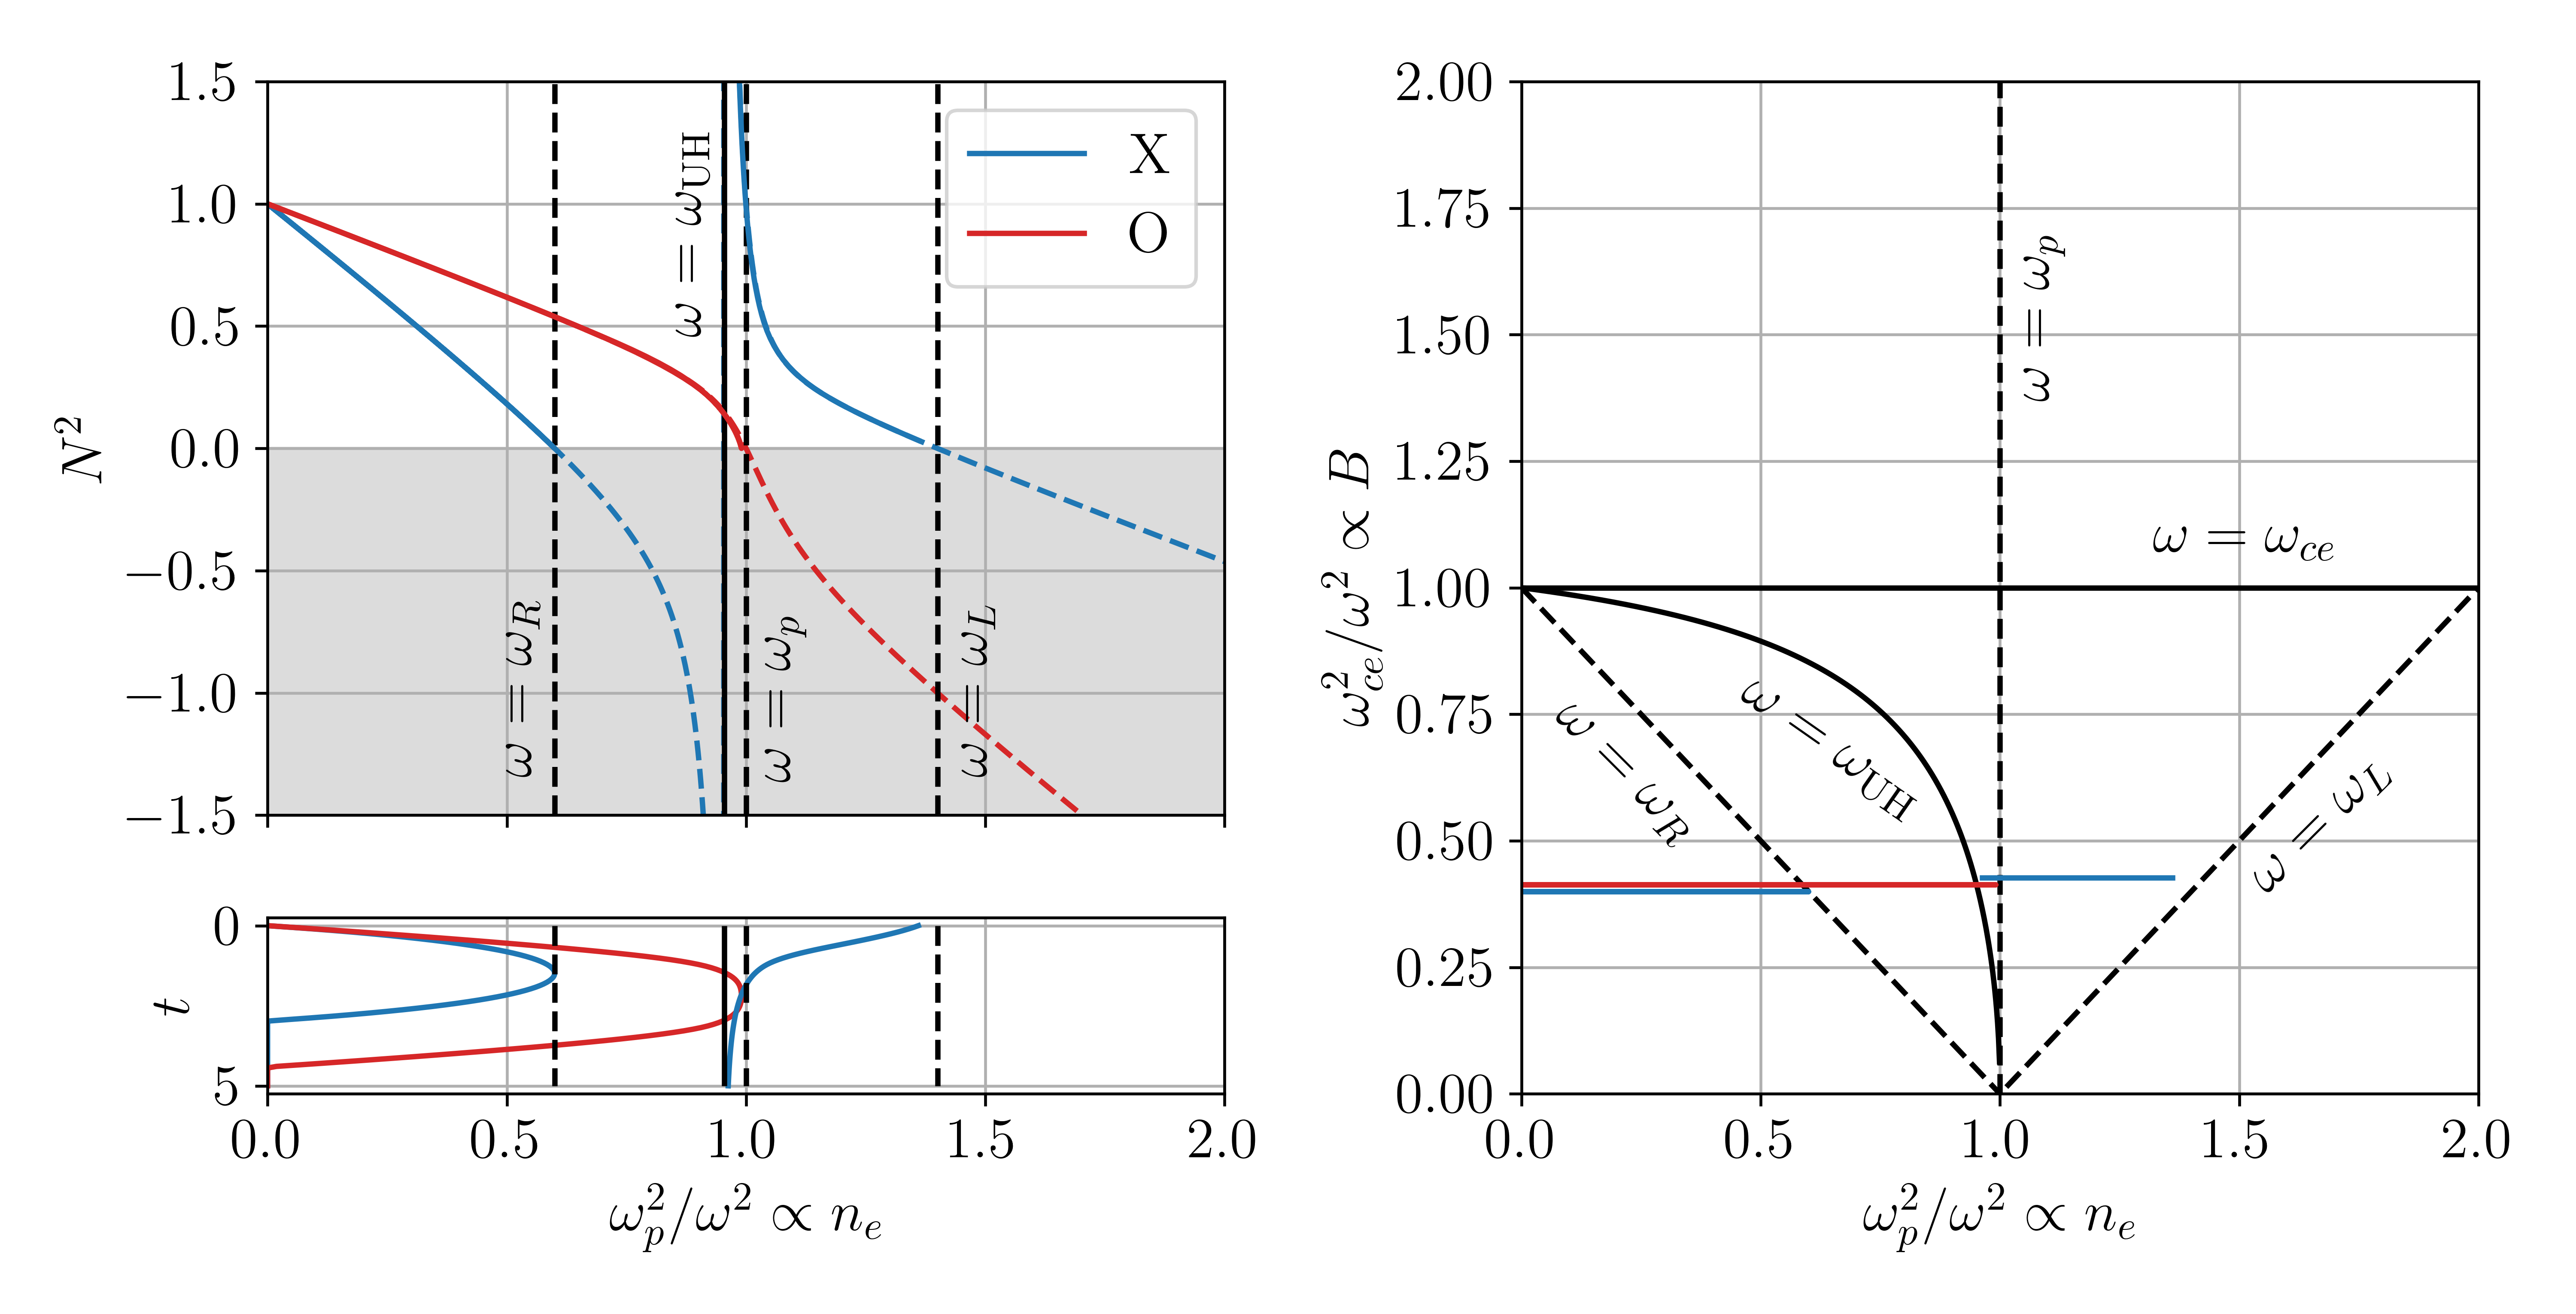 1.5
1.0
0.5
0.0
−0.5
−1.0
−1.5
N²
ω = ω_R
ω = ω_UH
ω = ω_p
ω = ω_L
X
O
0
5
t
0.0 0.5 1.0 1.5 2.0
ω_p²/ω² ∝ n_e
2.00
1.75
1.50
1.25
1.00
0.75
0.50
0.25
0.00
ω_ce²/ω² ∝ B
ω = ω_p
ω = ω_ce
ω = ω_R
ω = ω_UH
ω = ω_L
0.0 0.5 1.0 1.5 2.0
ω_p²/ω² ∝ n_e